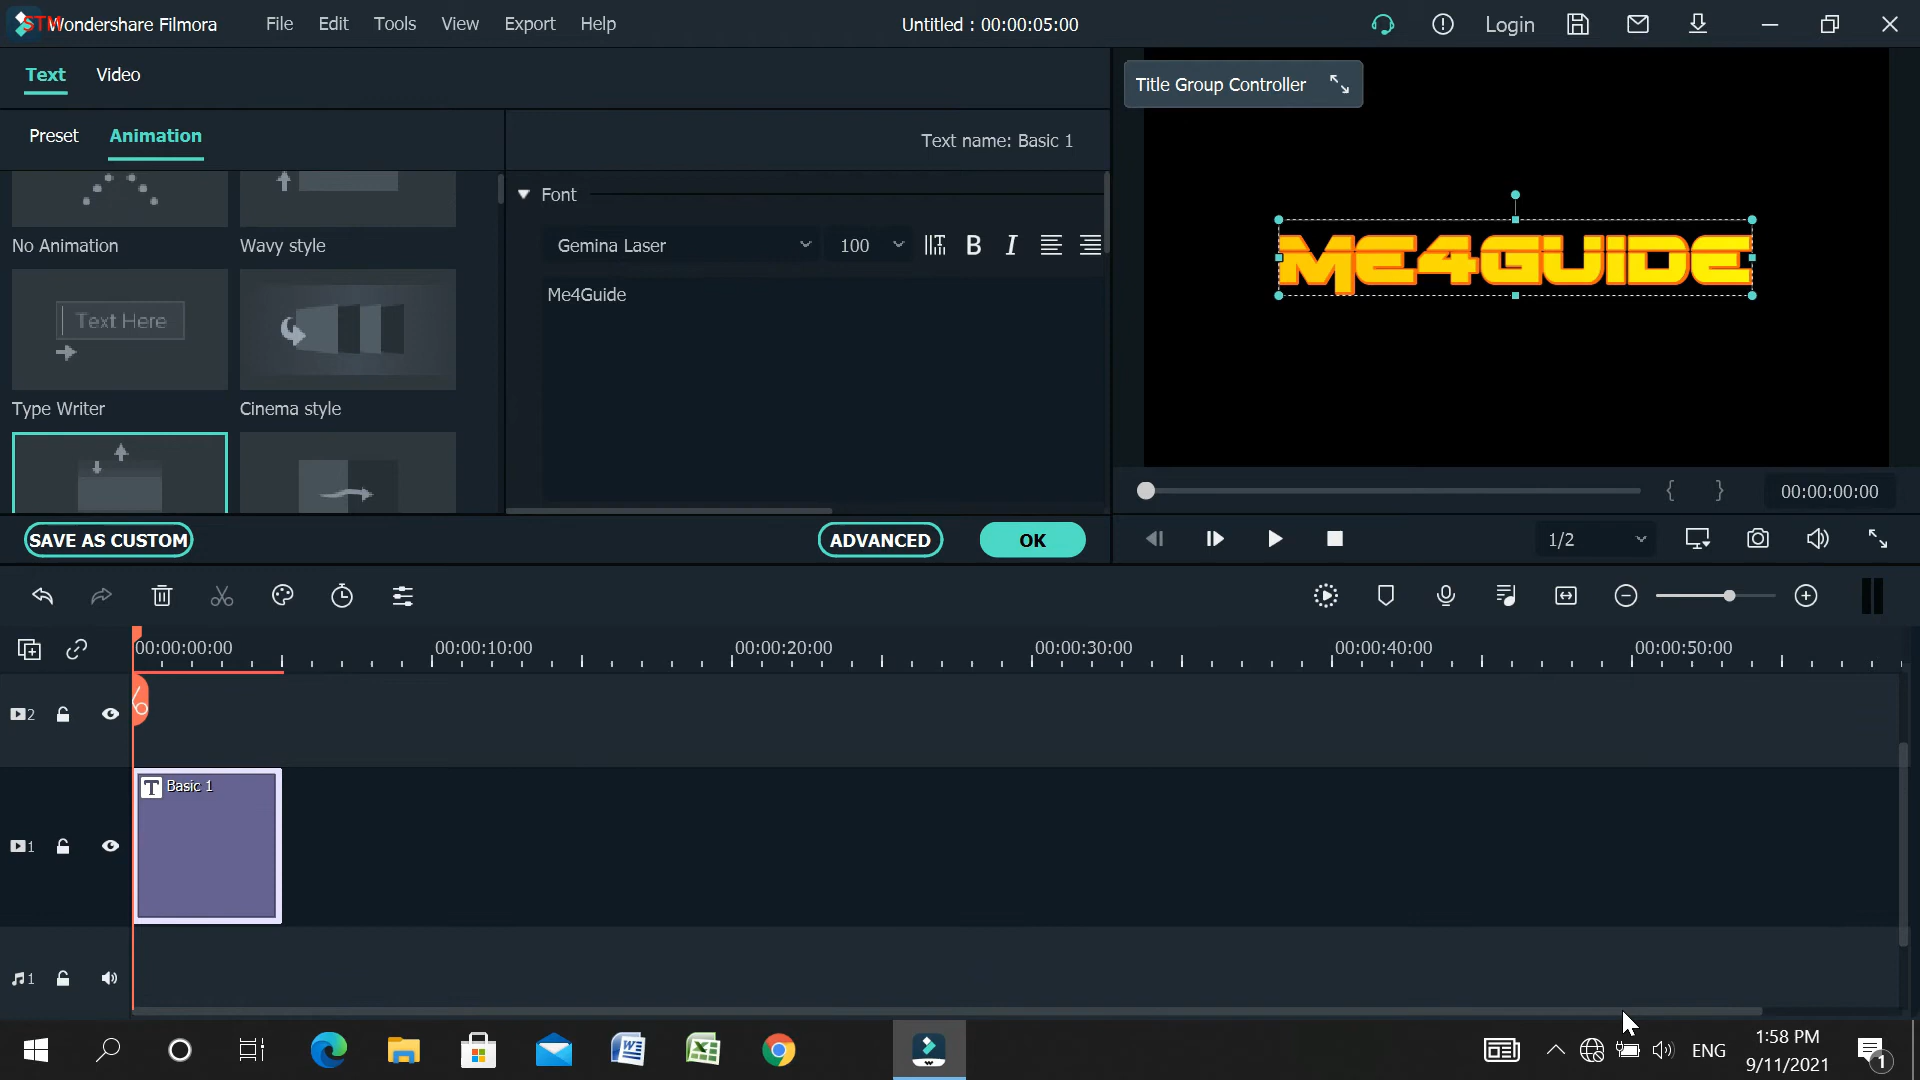 STM
Wondershare Filmora
File
Edit
Tools
View
Export
Help
Untitled : 00:00:05:00
Login
Text
Video
Title Group Controller
Preset
Animation
Text name: Basic 1
Font
No Animation
Wavy style
Gemina Laser
100
B
I
Me4Guide
ME4GUIDE
Text Here
Type Writer
Cinema style
00:00:00:00
SAVE AS CUSTOM
ADVANCED
OK
1/2
00:00:00:00
00:00:10:00
00:00:20:00
00:00:30:00
00:00:40:00
00:00:50:00
2
T Basic 1
1
1
ENG
1:58 PM
9/11/2021
1